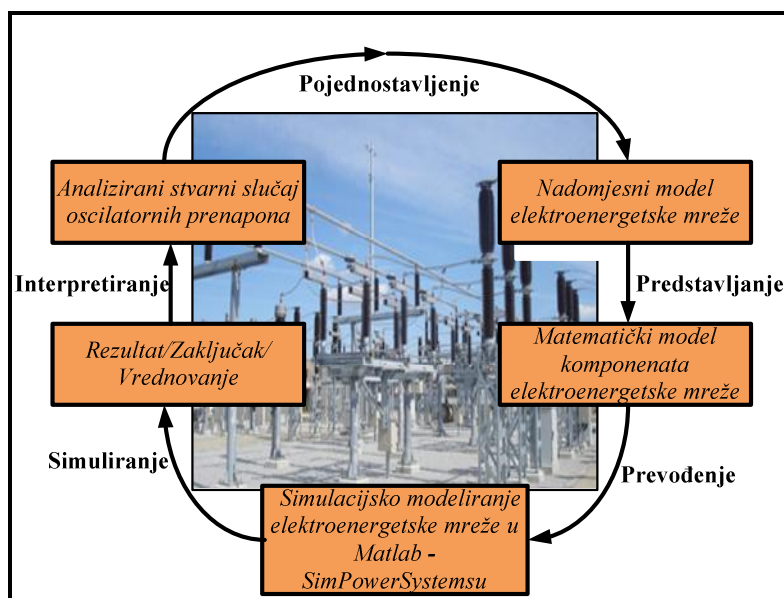 Pojednostavljenje
Analizirani stvarni slučaj
oscilatornih prenapona
Nadomjesni model
elektroenergetske mreže
Interpretiranje
Predstavljanje
Rezultat/Zaključak/
Vrednovanje
Matematički model
komponenata
elektroenergetske mreže
Simuliranje
Prevođenje
Simulacijsko modeliranje
elektroenergetske mreže u
Matlab -
SimPowerSystemsu